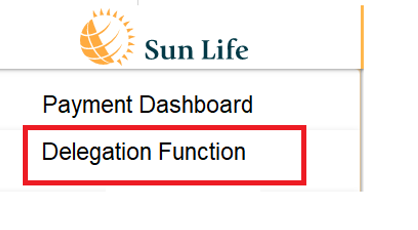 Sun Life
Payment Dashboard
Delegation Function